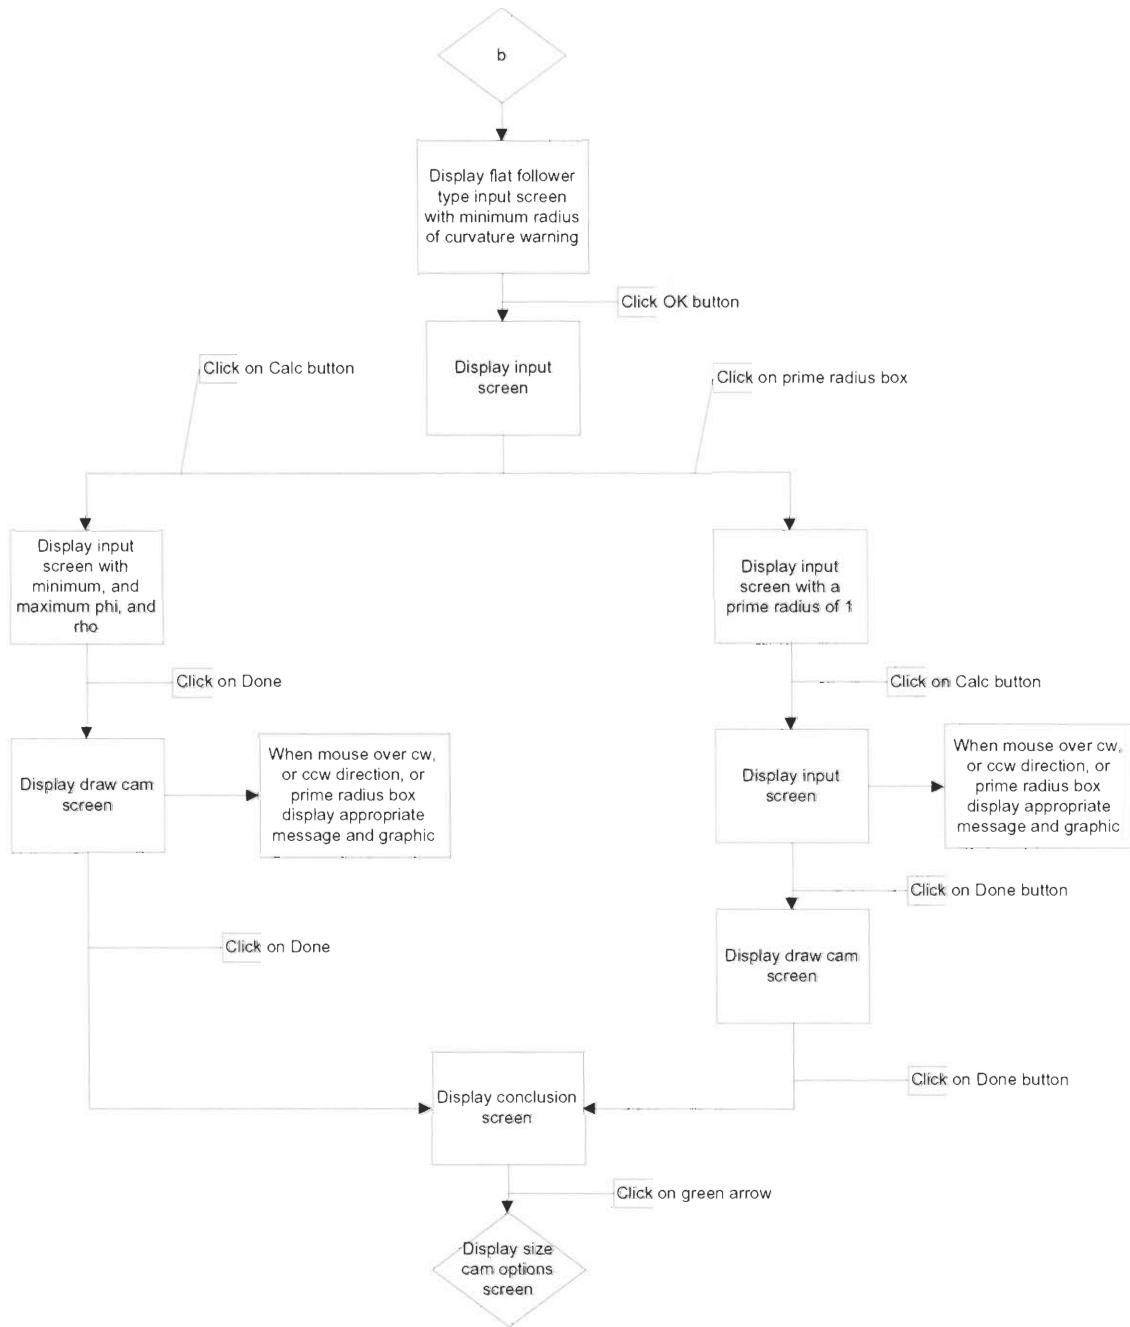 b
Display flat follower
type input screen
with minimum radius
of curvature warning
Click OK button
Display input
screen
Click on Calc button
Click on prime radius box
Display input
screen with
minimum, and
maximum phi, and
rho
Display input
screen with a
prime radius of 1
Click on Done
Click on Calc button
Display draw cam
screen
When mouse over cw,
or ccw direction, or
prime radius box
display appropriate
message and graphic
Display input
screen
When mouse over cw,
or ccw direction, or
prime radius box
display appropriate
message and graphic
Click on Done button
Click on Done
Display draw cam
screen
Click on Done button
Display conclusion
screen
Click on green arrow
Display size
cam options
screen